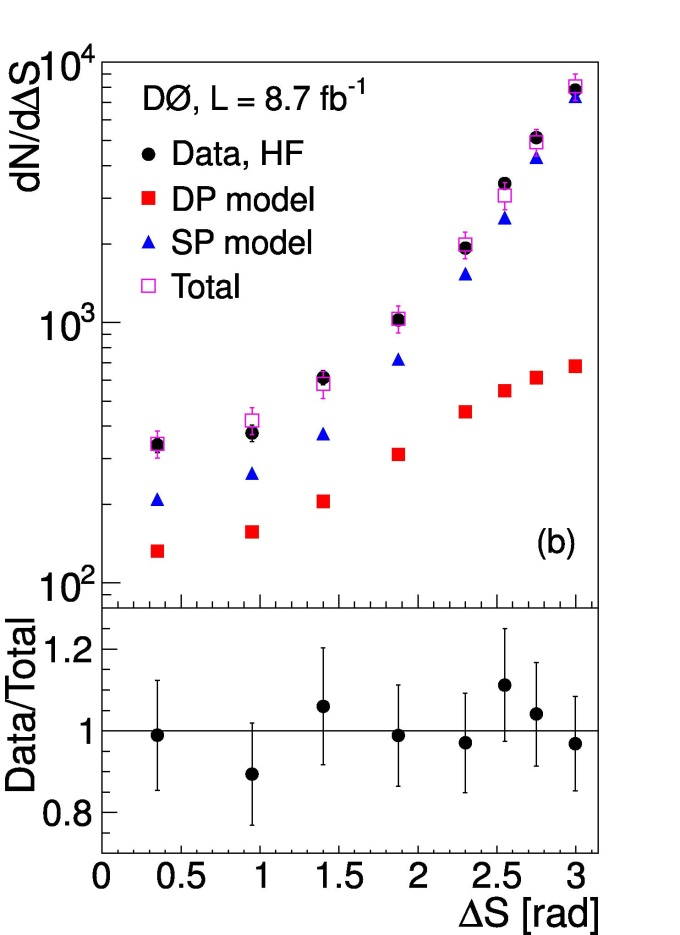 dN/dΔS
10⁴
10³
10²
DØ, L = 8.7 fb⁻¹
Data, HF
DP model
SP model
Total
(b)
Data/Total
1.2
1
0.8
0 0.5 1 1.5 2 2.5 3
ΔS [rad]